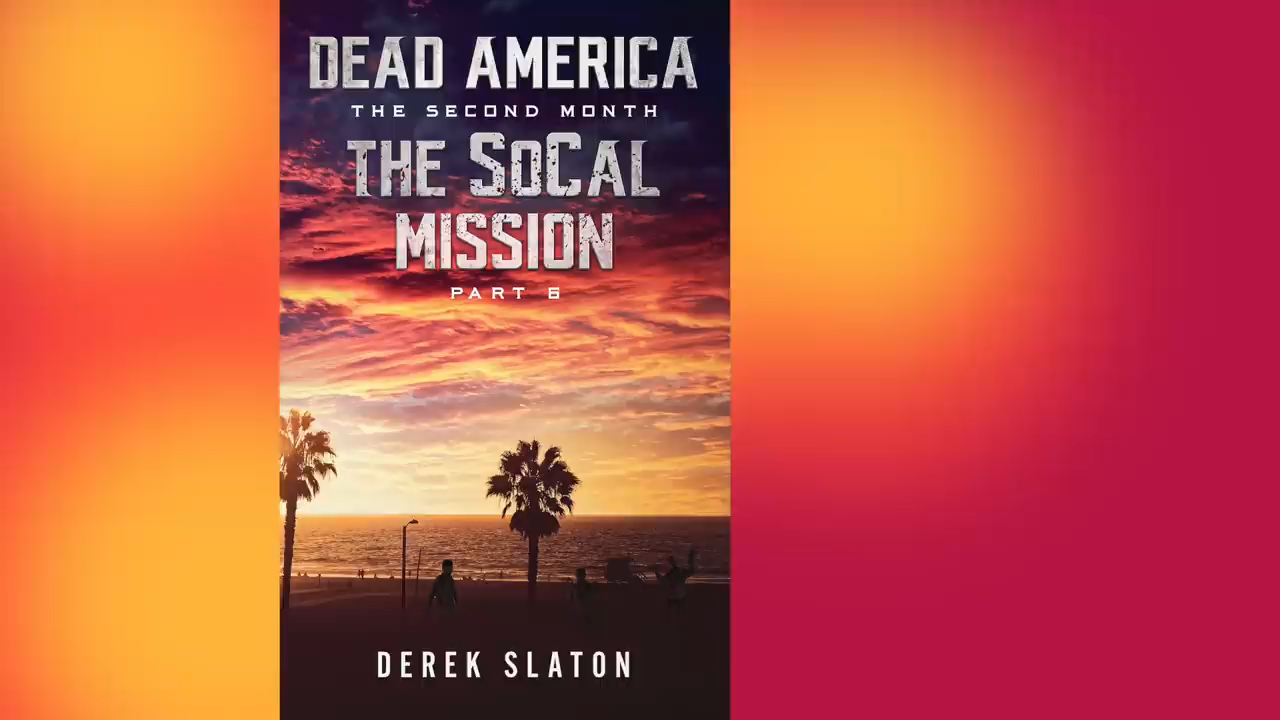 DEAD AMERICA
THE SECOND MONTH
THE SOCAL
MISSION
PART 6
DEREK SLATON